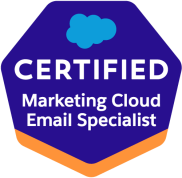 CERTIFIED
Marketing Cloud
Email Specialist